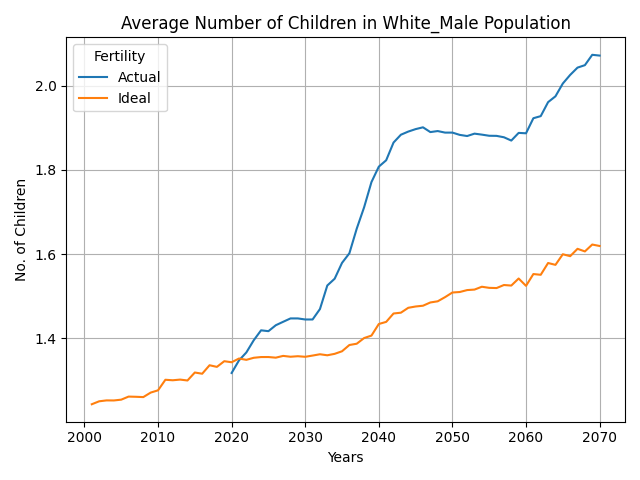 Average Number of Children in White_Male Population
Fertility
Actual
Ideal
No. of Children
2.0
1.8
1.6
1.4
2000 2010 2020 2030 2040 2050 2060 2070
Years